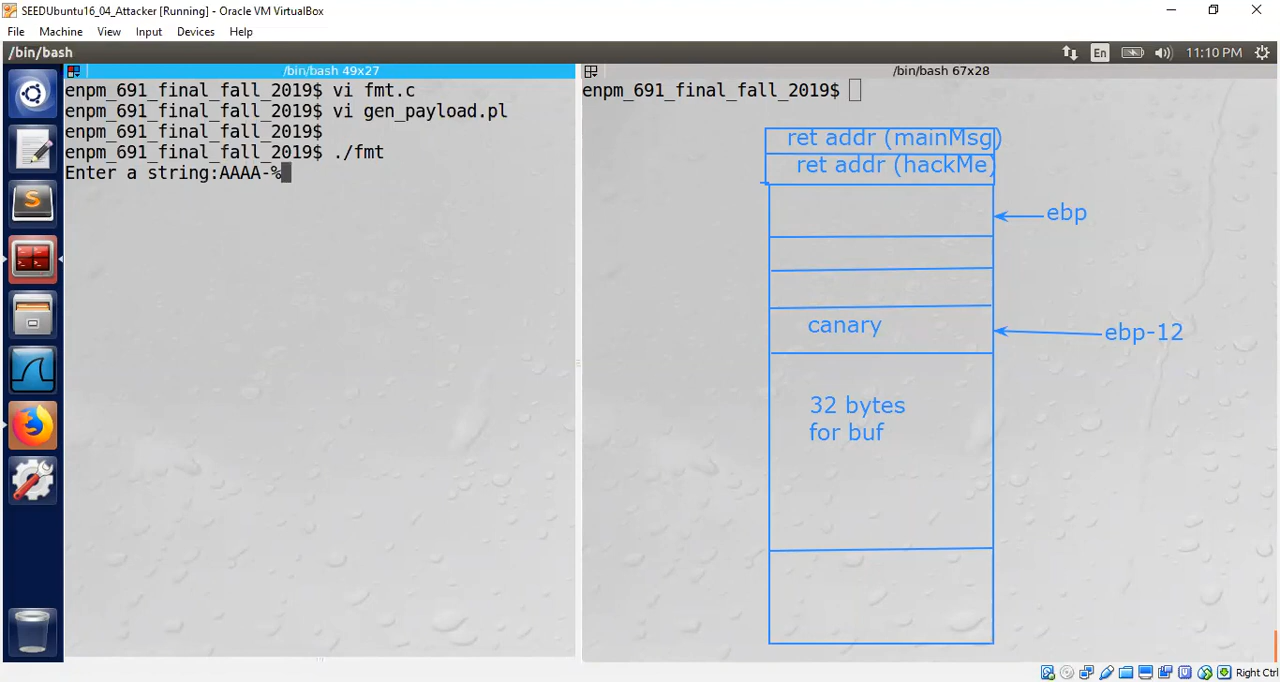 SEEDUbuntu16_04_Attacker [Running] - Oracle VM VirtualBox
File Machine View Input Devices Help
/bin/bash
En
11:10 PM
/bin/bash 49x27
enpm_691_final_fall_2019$ vi fmt.c
enpm_691_final_fall_2019$ vi gen_payload.pl
enpm_691_final_fall_2019$
enpm_691_final_fall_2019$ ./fmt
Enter a string:AAAA-%
/bin/bash 67x28
enpm_691_final_fall_2019$
ret addr (mainMsg)
ret addr (hackMe)
ebp
canary
ebp-12
32 bytes
for buf
Right Ctrl